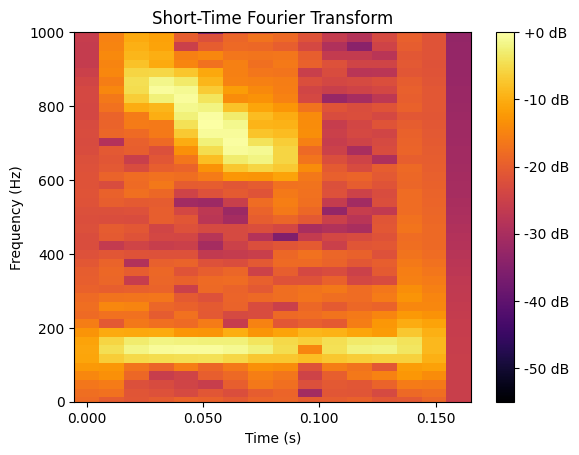 Short-Time Fourier Transform
1000
800
600
400
200
0
Frequency (Hz)
0.000
0.050
0.100
0.150
Time (s)
+0 dB
-10 dB
-20 dB
-30 dB
-40 dB
-50 dB